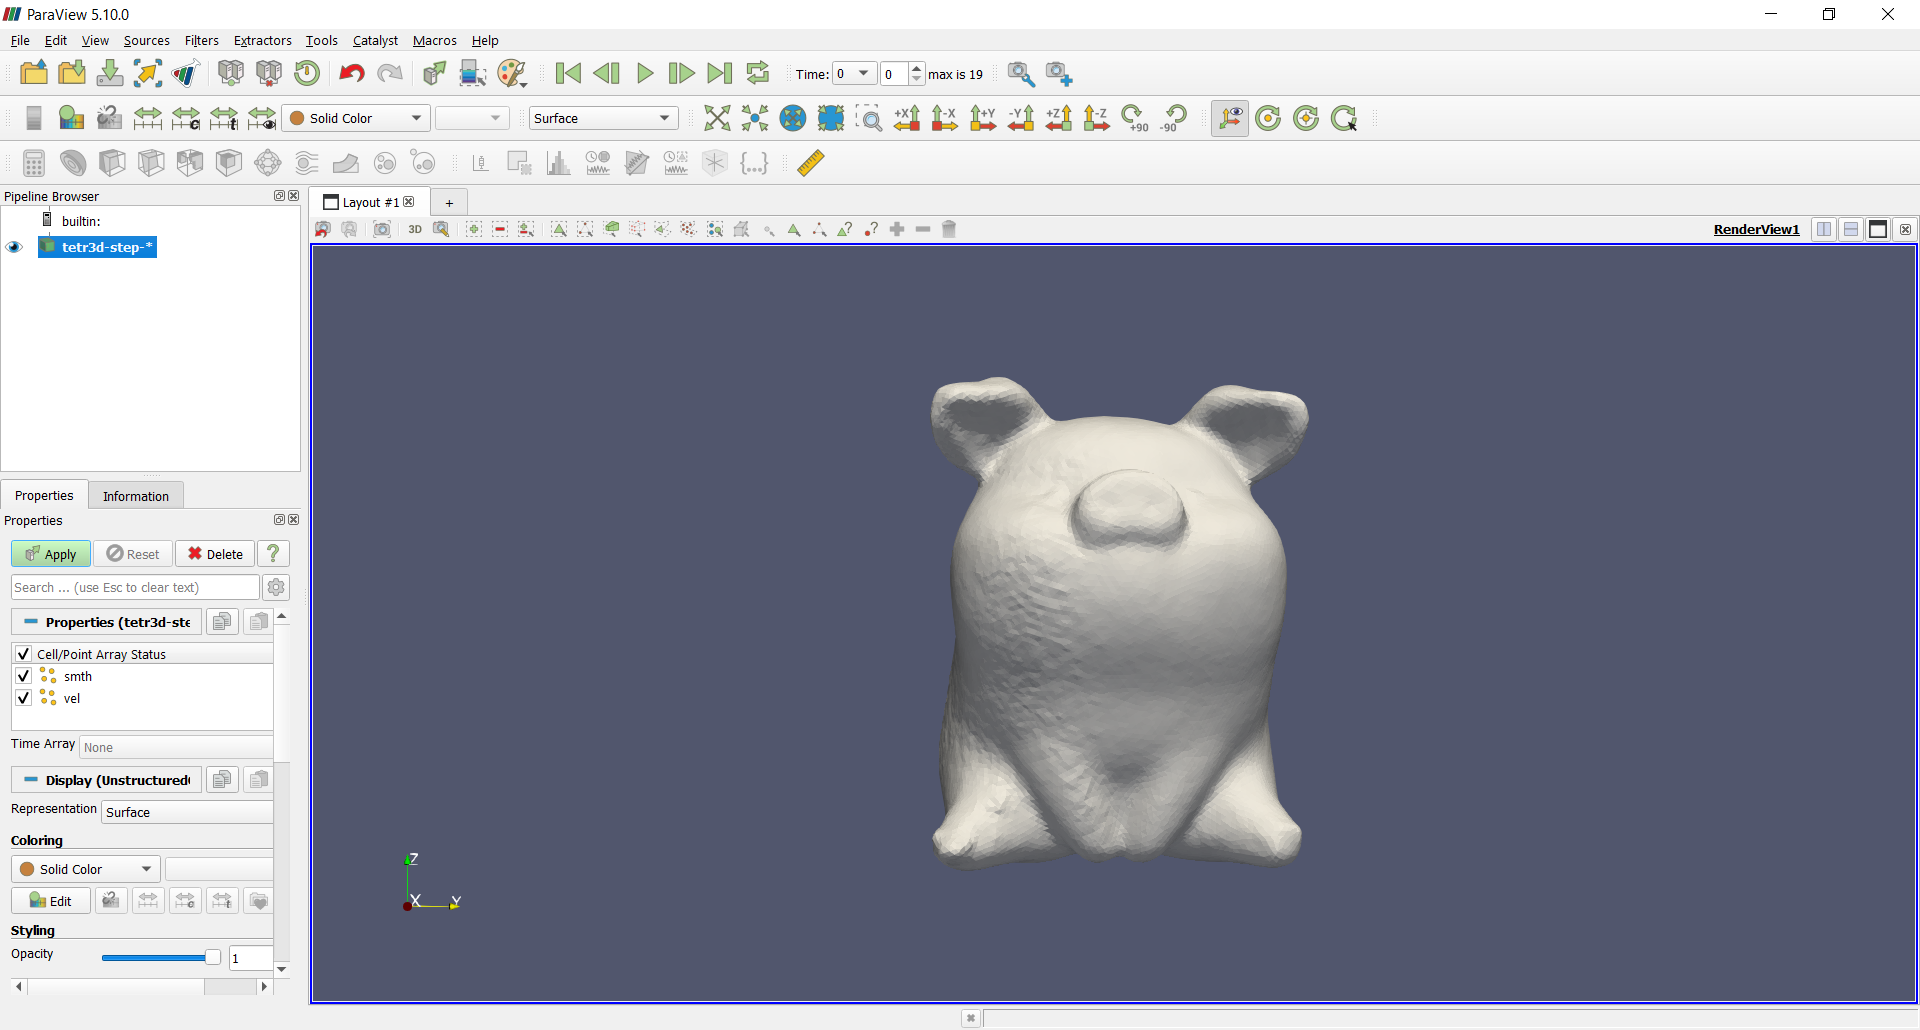 ParaView 5.10.0
File Edit View Sources Filters Extractors Tools Catalyst Macros Help
Time: 0 0 max is 19
Solid Color Surface +X -X +Y -Y +Z -Z +90 -90
Pipeline Browser
builtin:
tetr3d-step-*
Layout #1 +
3D
RenderView1
Properties Information
Properties
Apply Reset Delete ?
Search ... (use Esc to clear text)
Properties (tetr3d-ste
Cell/Point Array Status
smth
vel
Time Array None
Display (Unstructured
Representation Surface
Coloring
Solid Color
Edit
Styling
Opacity 1
Z
X Y